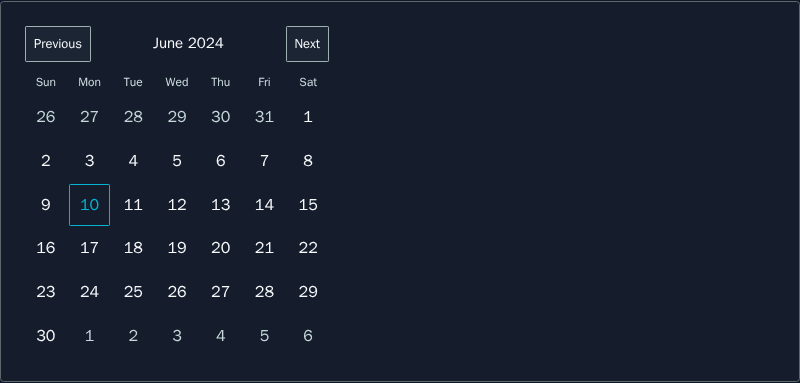 Previous June 2024 Next
Sun Mon Tue Wed Thu Fri Sat
26 27 28 29 30 31 1
2 3 4 5 6 7 8
9 10 11 12 13 14 15
16 17 18 19 20 21 22
23 24 25 26 27 28 29
30 1 2 3 4 5 6